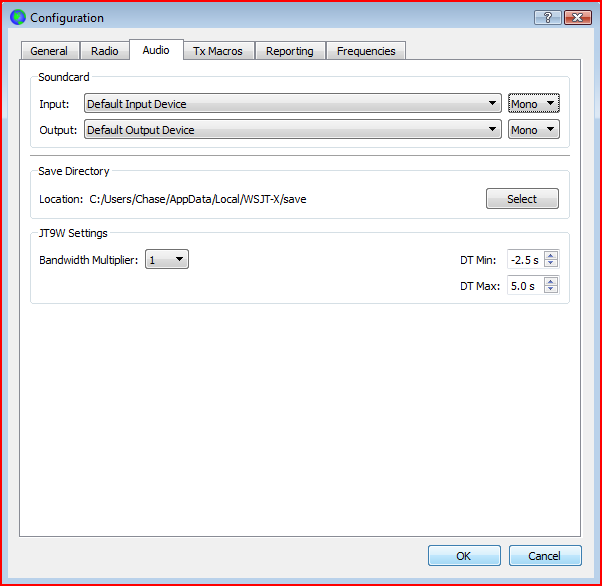 Configuration
General Radio Audio Tx Macros Reporting Frequencies
Soundcard
Input: Default Input Device Mono
Output: Default Output Device Mono
Save Directory
Location: C:/Users/Chase/AppData/Local/WSJT-X/save Select
JT9W Settings
Bandwidth Multiplier: 1 DT Min: -2.5 s
DT Max: 5.0 s
OK Cancel